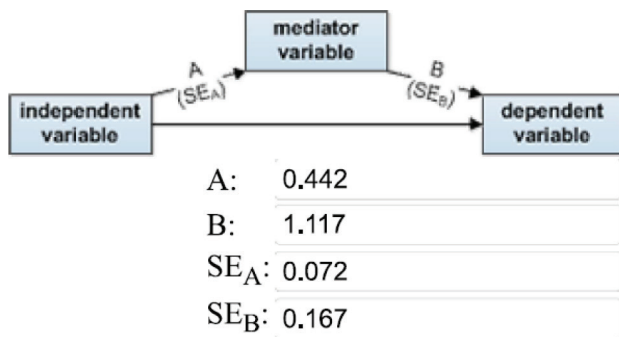 mediator
variable
A
(SEA)
B
(SEB)
independent
variable
dependent
variable
A: 0.442
B: 1.117
SEA: 0.072
SEB: 0.167